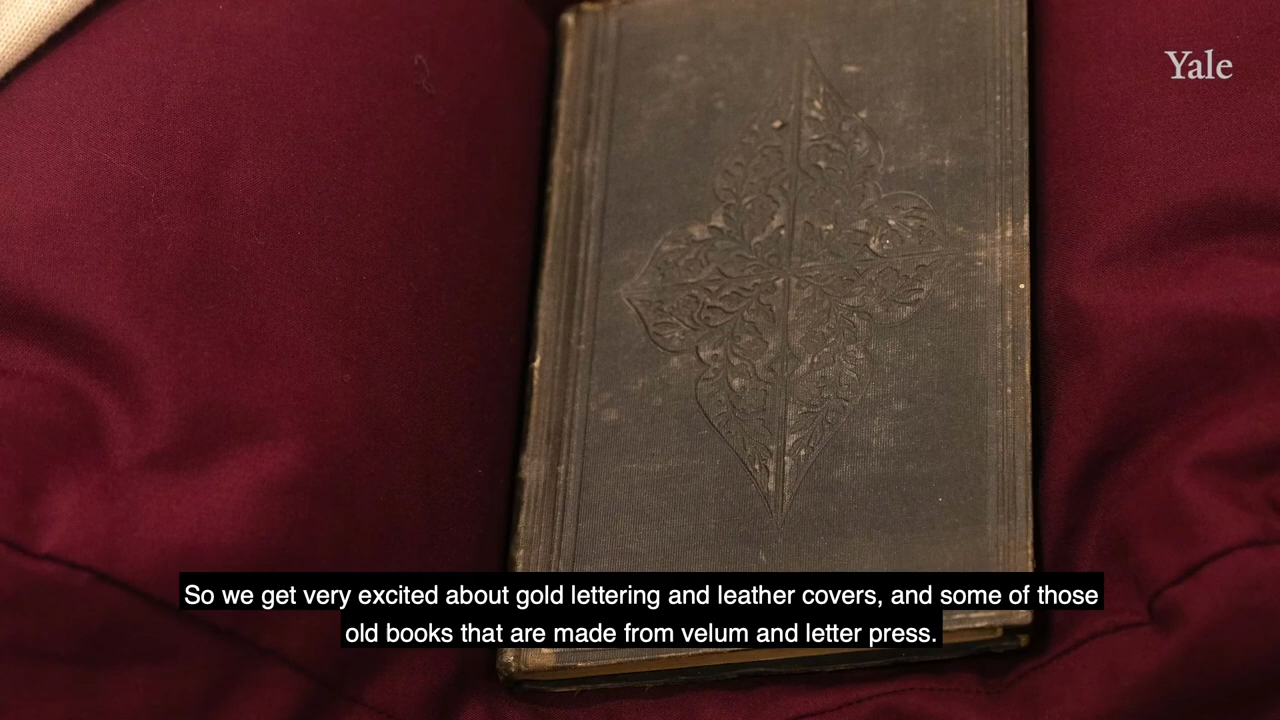 Yale
So we get very excited about gold lettering and leather covers, and some of those
old books that are made from velum and letter press.